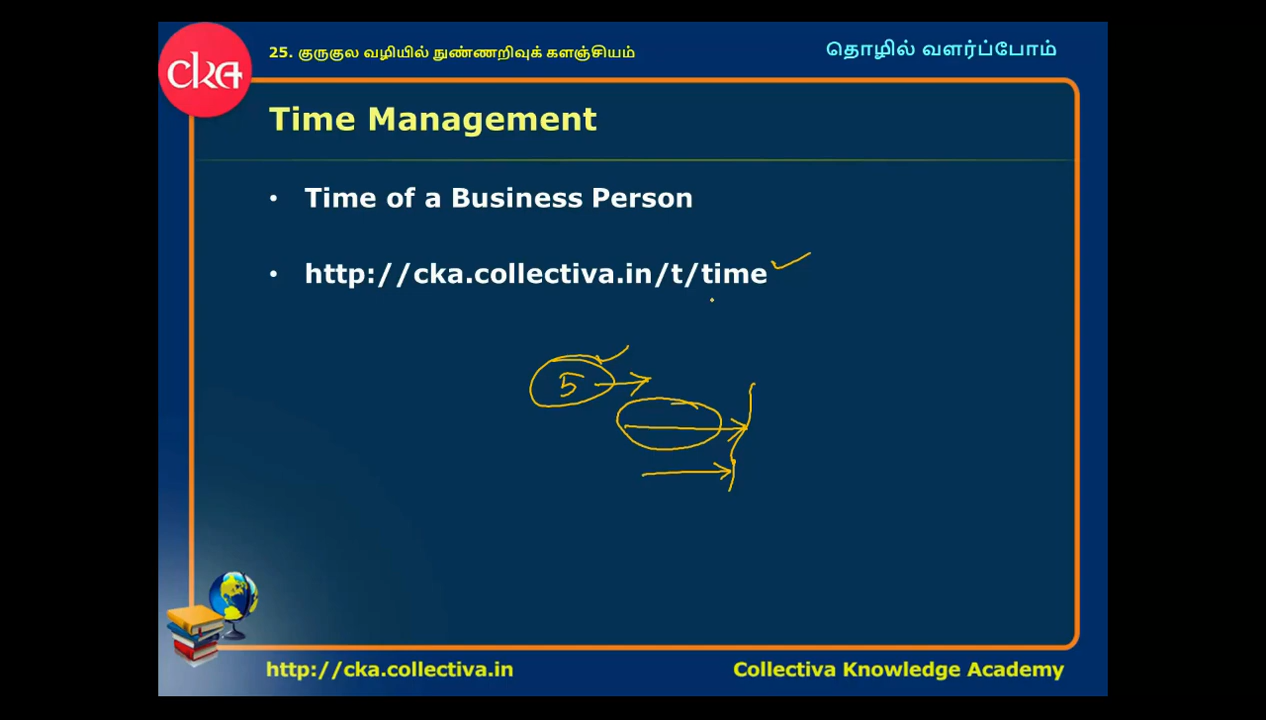 cka
25. குருகுல வழியில் நுண்ணறிவுக் களஞ்சியம்
தொழில் வளர்ப்போம்
Time Management
• Time of a Business Person
• http://cka.collectiva.in/t/time
5
http://cka.collectiva.in
Collectiva Knowledge Academy